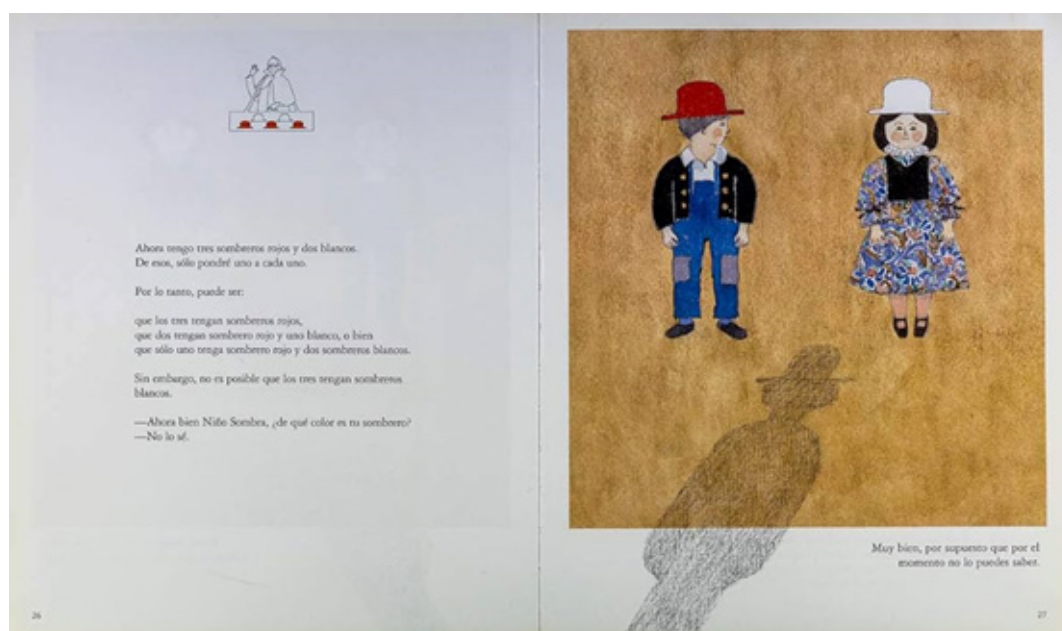 Ahora tengo tres sombreros rojos y dos blancos.
De esos, sólo pondré uno a cada uno.
Por lo tanto, puede ser:
que los tres tengan sombreros rojos,
que dos tengan sombrero rojo y uno blanco, o bien
que sólo uno tenga sombrero rojo y dos sombreros blancos.
Sin embargo, no es posible que los tres tengan sombreros
blancos.
—Ahora bien Niño Sombra, ¿de qué color es tu sombrero?
—No lo sé.
26
Muy bien, por supuesto que por el
momento no lo puedes saber.
27